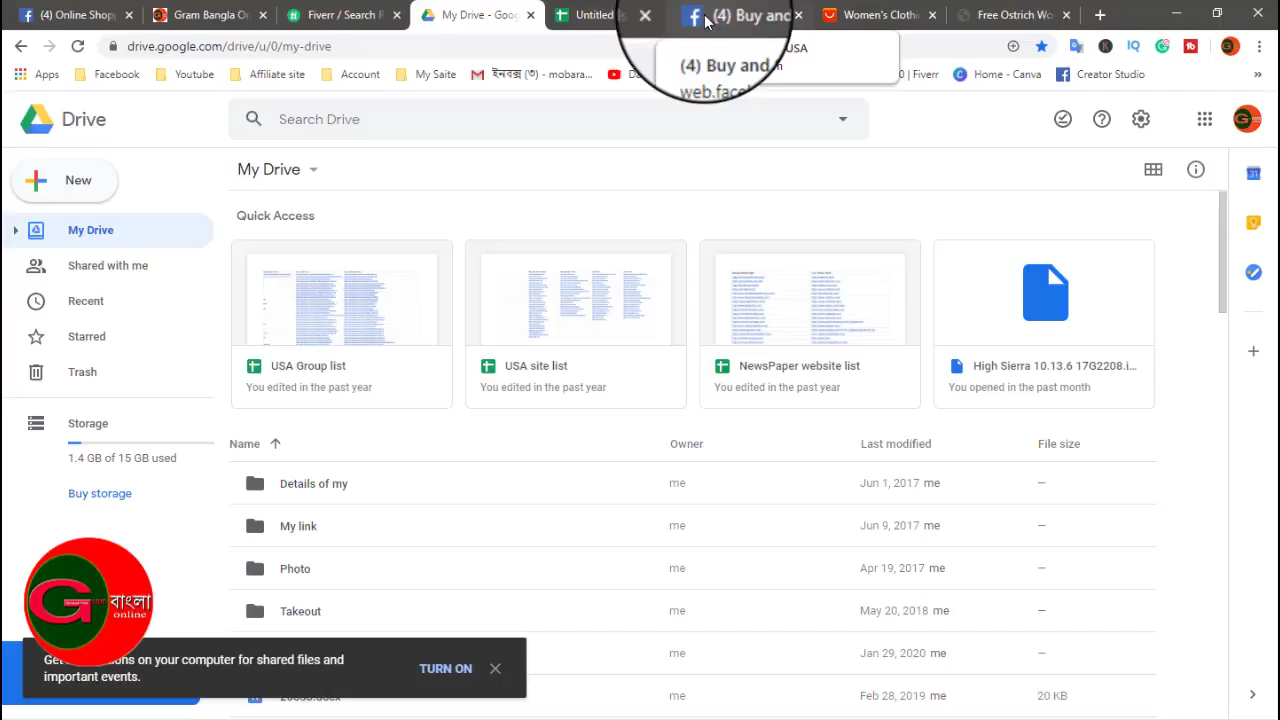 (4) Online Shopp
Gram Bangla On
Fiverr / Search R
My Drive - Goog
Untitled
(4) Buy and
Women's Clothi
Free Ostrich Wo
drive.google.com/drive/u/0/my-drive
USA
(4) Buy and
web.face
Apps
Facebook
Youtube
Affiliate site
Account
My Saite
ইনবক্স (৩) - mobara...
Fiverr
Home - Canva
Creator Studio
Drive
Search Drive
New
My Drive
My Drive
Shared with me
Recent
Starred
Trash
Storage
1.4 GB of 15 GB used
Buy storage
Quick Access
USA Group list
You edited in the past year
USA site list
You edited in the past year
NewsPaper website list
You edited in the past year
High Sierra 10.13.6 17G2208.i...
You opened in the past month
Name Owner Last modified File size
Details of my me Jun 1, 2017 me —
My link me Jun 9, 2017 me —
Photo me Apr 19, 2017 me —
Takeout me May 20, 2018 me —
me Jan 29, 2020 me —
me Feb 28, 2019 me 20 KB
বাংলা
online
on your computer for shared files and
important events.
TURN ON